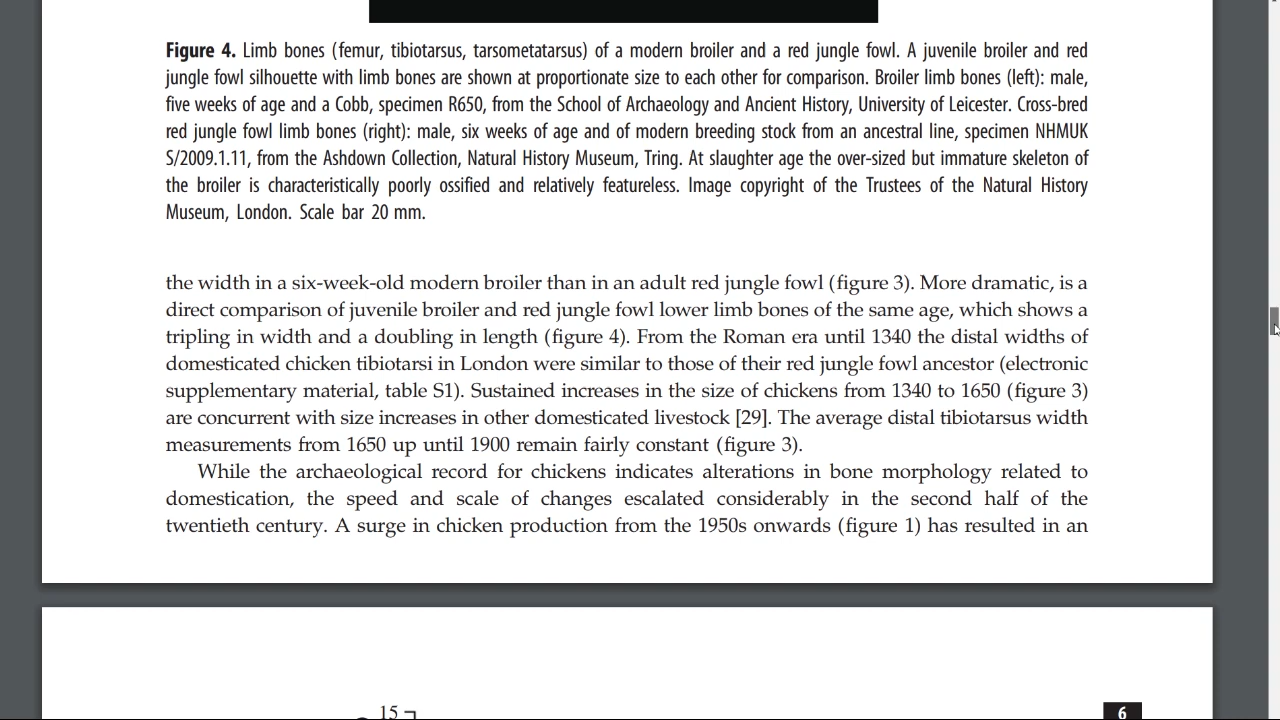 Figure 4. Limb bones (femur, tibiotarsus, tarsometatarsus) of a modern broiler and a red jungle fowl. A juvenile broiler and red
jungle fowl silhouette with limb bones are shown at proportionate size to each other for comparison. Broiler limb bones (left): male,
five weeks of age and a Cobb, specimen R650, from the School of Archaeology and Ancient History, University of Leicester. Cross-bred
red jungle fowl limb bones (right): male, six weeks of age and of modern breeding stock from an ancestral line, specimen NHMUK
S/2009.1.11, from the Ashdown Collection, Natural History Museum, Tring. At slaughter age the over-sized but immature skeleton of
the broiler is characteristically poorly ossified and relatively featureless. Image copyright of the Trustees of the Natural History
Museum, London. Scale bar 20 mm.
the width in a six-week-old modern broiler than in an adult red jungle fowl (figure 3). More dramatic, is a
direct comparison of juvenile broiler and red jungle fowl lower limb bones of the same age, which shows a
tripling in width and a doubling in length (figure 4). From the Roman era until 1340 the distal widths of
domesticated chicken tibiotarsi in London were similar to those of their red jungle fowl ancestor (electronic
supplementary material, table S1). Sustained increases in the size of chickens from 1340 to 1650 (figure 3)
are concurrent with size increases in other domesticated livestock [29]. The average distal tibiotarsus width
measurements from 1650 up until 1900 remain fairly constant (figure 3).
While the archaeological record for chickens indicates alterations in bone morphology related to
domestication, the speed and scale of changes escalated considerably in the second half of the
twentieth century. A surge in chicken production from the 1950s onwards (figure 1) has resulted in an
15
6